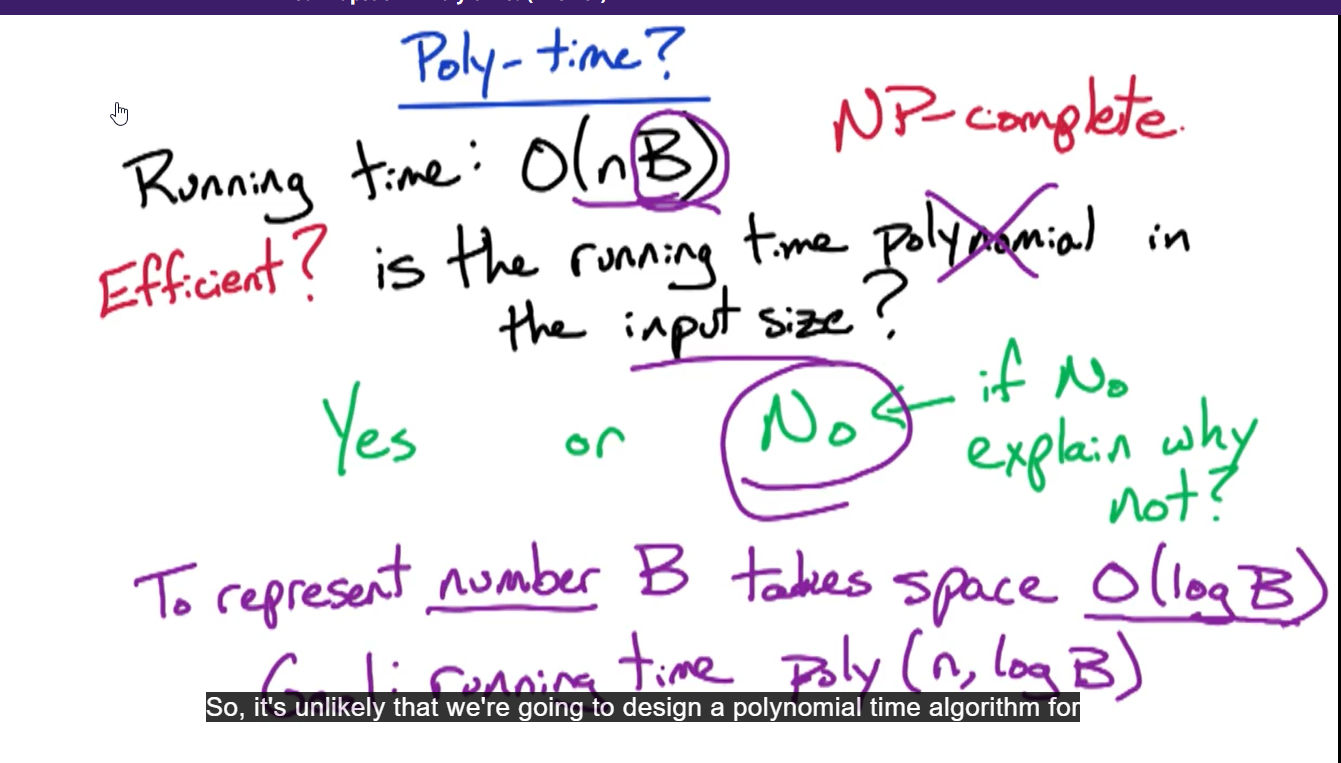 Poly-time?
NP-complete.
Running time: O(nB)
Efficient? is the running time polynomial in
the input size?
Yes or No ← if No
explain why
not?
To represent number B takes space O(log B)
Goal: running time poly (n, log B)
So, it's unlikely that we're going to design a polynomial time algorithm for